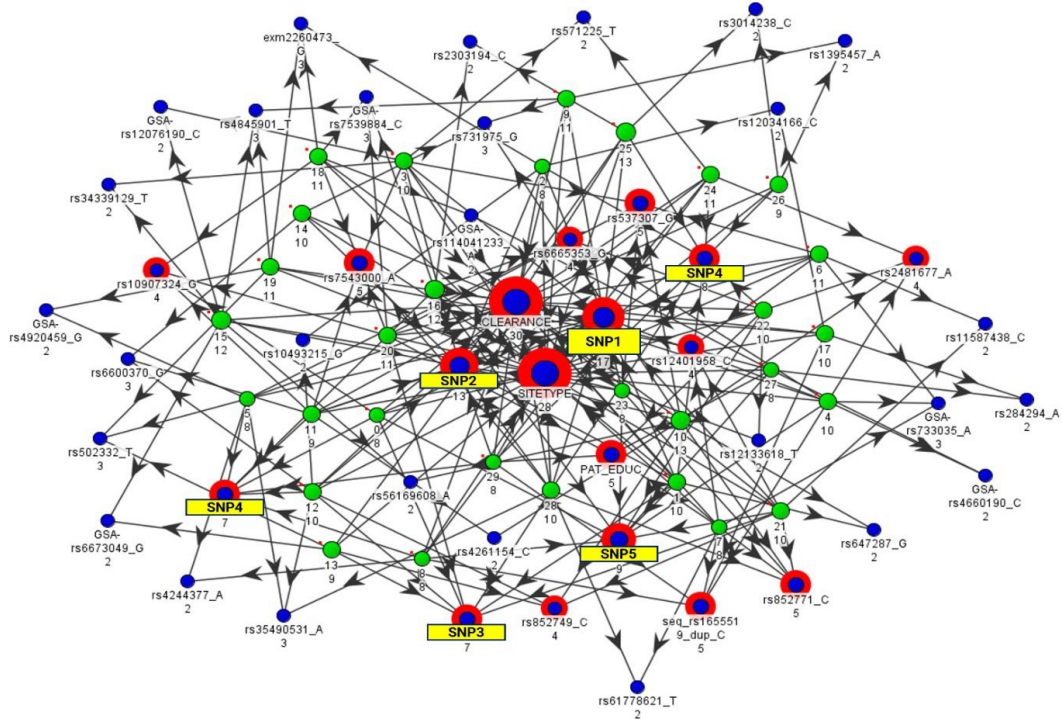 rs3014238_C
2
rs571225_T
2
exm2260473_
G
3
rs2303194_C
2
rs1395457_A
2
GSA-
rs12076190_C
2
rs4845901_T
3
GSA-
rs7539884_C
3
rs731975_G
3
9
11
rs12034166_C
2
25
13
18
11
3
10
2
8
24
11
26
9
rs34339129_T
2
14
10
GSA-
rs114041233_
A
2
rs537307_G
5
rs6665353_G
4
SNP4
8
6
11
rs2481677_A
4
rs10907324_G
4
19
11
rs7543000_A
5
16
12
CLEARANCE
30
SNP1
17
22
10
17
10
rs11587438_C
2
GSA-
rs4920459_G
2
15
12
rs10493215_G
2
20
11
rs12401958_C
4
rs6600370_G
3
SNP2
13
SITETYPE
28
27
8
23
8
5
8
11
9
0
8
10
13
4
10
GSA-
rs733035_A
3
rs284294_A
2
rs502332_T
3
rs12133618_T
2
29
8
PAT_EDUC
5
rs56169608_A
2
1
10
GSA-
rs4660190_C
2
SNP4
7
12
10
28
10
GSA-
rs6673049_G
2
21
10
7
8
rs647287_G
2
rs4261154_C
2
SNP5
9
13
9
8
8
rs4244377_A
2
rs852771_C
5
rs35490531_A
3
SNP3
7
rs852749_C
4
seq_rs165551
9_dup_C
5
rs61778621_T
2